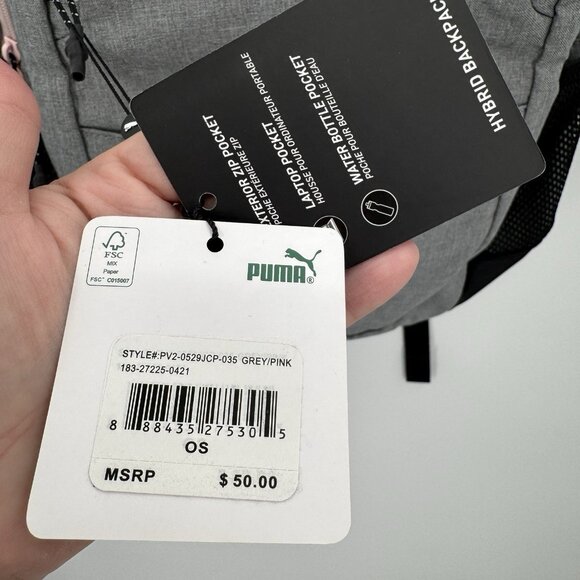 HYBRID BACKPACK
WATER BOTTLE POCKET
POCHE POUR BOUTEILLE D'EAU
LAPTOP POCKET
HOUSSE POUR ORDINATEUR PORTABLE
EXTERIOR ZIP POCKET
POCHE EXTÉRIEURE ZIP
FSC
MIX
Paper
FSC™ C015007
PUMA®
STYLE#:PV2-0529JCP-035 GREY/PINK
183-27225-0421
8 88435 27530 5
OS
MSRP $ 50.00